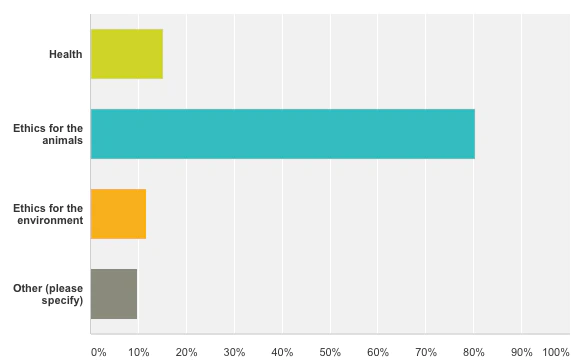 Health
Ethics for the
animals
Ethics for the
environment
Other (please
specify)
0% 10% 20% 30% 40% 50% 60% 70% 80% 90% 100%